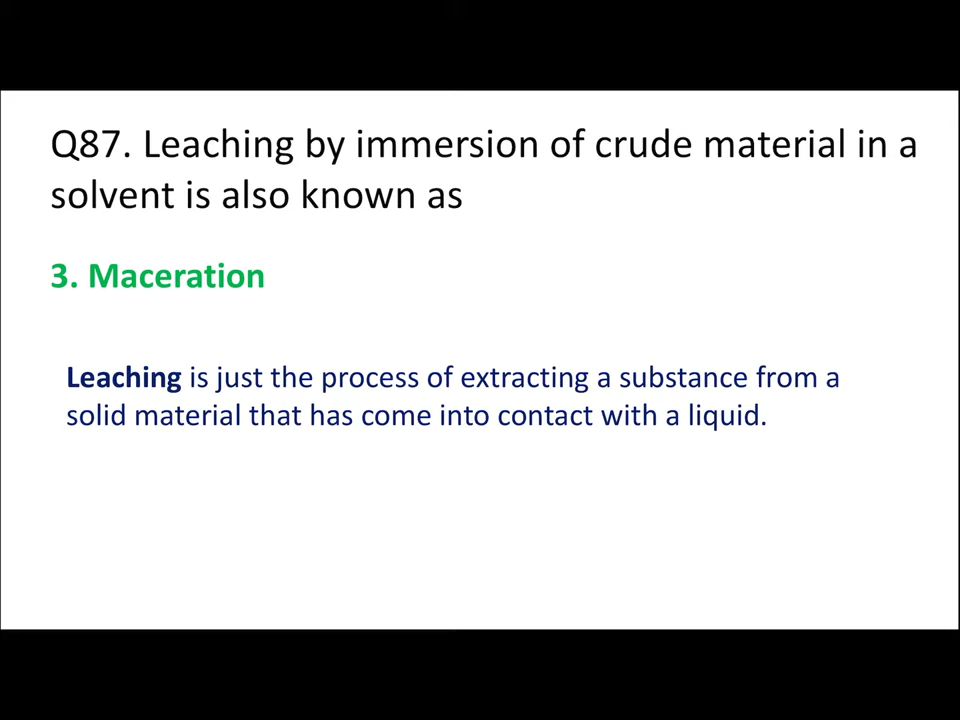 Q87. Leaching by immersion of crude material in a
solvent is also known as
3. Maceration
Leaching is just the process of extracting a substance from a
solid material that has come into contact with a liquid.